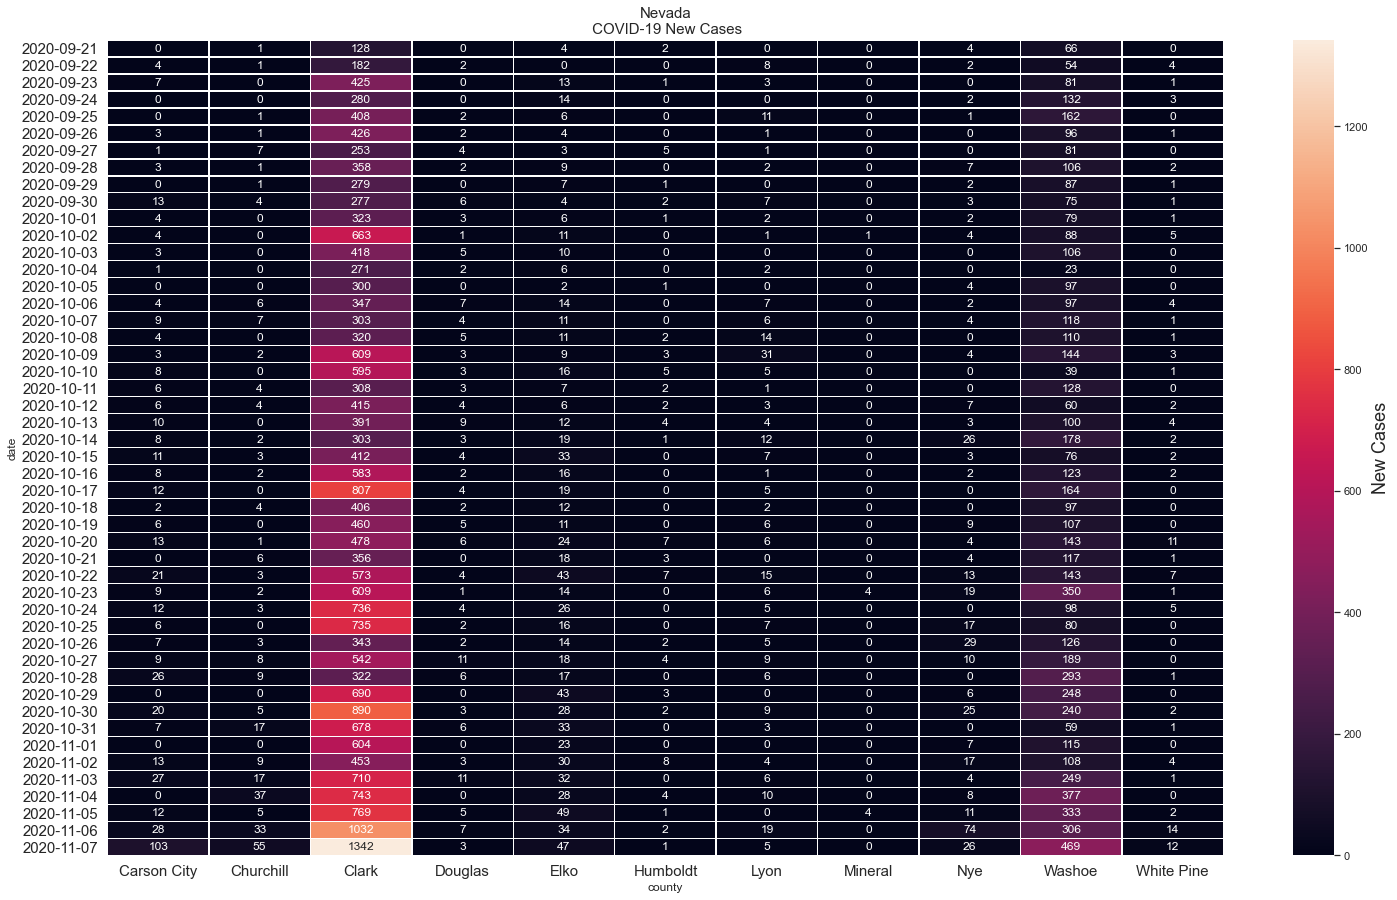 Nevada
COVID-19 New Cases
2020-09-21 0 1 128 0 4 2 0 0 4 66 0
2020-09-22 4 1 182 2 0 0 8 0 2 54 4
2020-09-23 7 0 425 0 13 1 3 0 0 81 1
2020-09-24 0 0 280 0 14 0 0 0 2 132 3
2020-09-25 0 1 408 2 6 0 11 0 1 162 0
2020-09-26 3 1 426 2 4 0 1 0 0 96 1
2020-09-27 1 7 253 4 3 5 1 0 0 81 0
2020-09-28 3 1 358 2 9 0 2 0 7 106 2
2020-09-29 0 1 279 0 7 1 0 0 2 87 1
2020-09-30 13 4 277 6 4 2 7 0 3 75 1
2020-10-01 4 0 323 3 6 1 2 0 2 79 1
2020-10-02 4 0 663 1 11 0 1 1 4 88 5
2020-10-03 3 0 418 5 10 0 0 0 0 106 0
2020-10-04 1 0 271 2 6 0 2 0 0 23 0
2020-10-05 0 0 300 0 2 1 0 0 4 97 0
2020-10-06 4 6 347 7 14 0 7 0 2 97 4
2020-10-07 9 7 303 4 11 0 6 0 4 118 1
2020-10-08 4 0 320 5 11 2 14 0 0 110 1
2020-10-09 3 2 609 3 9 3 31 0 4 144 3
2020-10-10 8 0 595 3 16 5 5 0 0 39 1
2020-10-11 6 4 308 3 7 2 1 0 0 128 0
2020-10-12 6 4 415 4 6 2 3 0 7 60 2
2020-10-13 10 0 391 9 12 4 4 0 3 100 4
2020-10-14 8 2 303 3 19 1 12 0 26 178 2
2020-10-15 11 3 412 4 33 0 7 0 3 76 2
2020-10-16 8 2 583 2 16 0 1 0 2 123 2
2020-10-17 12 0 807 4 19 0 5 0 0 164 0
2020-10-18 2 4 406 2 12 0 2 0 0 97 0
2020-10-19 6 0 460 5 11 0 6 0 9 107 0
2020-10-20 13 1 478 6 24 7 6 0 4 143 11
2020-10-21 0 6 356 0 18 3 0 0 4 117 1
2020-10-22 21 3 573 4 43 7 15 0 13 143 7
2020-10-23 9 2 609 1 14 0 6 4 19 350 1
2020-10-24 12 3 736 4 26 0 5 0 0 98 5
2020-10-25 6 0 735 2 16 0 7 0 17 80 0
2020-10-26 7 3 343 2 14 2 5 0 29 126 0
2020-10-27 9 8 542 11 18 4 9 0 10 189 0
2020-10-28 26 9 322 6 17 0 6 0 0 293 1
2020-10-29 0 0 690 0 43 3 0 0 6 248 0
2020-10-30 20 5 890 3 28 2 9 0 25 240 2
2020-10-31 7 17 678 6 33 0 3 0 0 59 1
2020-11-01 0 0 604 0 23 0 0 0 7 115 0
2020-11-02 13 9 453 3 30 8 4 0 17 108 4
2020-11-03 27 17 710 11 32 0 6 0 4 249 1
2020-11-04 0 37 743 0 28 4 10 0 8 377 0
2020-11-05 12 5 769 5 49 1 0 4 11 333 2
2020-11-06 28 33 1032 7 34 2 19 0 74 306 14
2020-11-07 103 55 1342 3 47 1 5 0 26 469 12
Carson City Churchill Clark Douglas Elko Humboldt Lyon Mineral Nye Washoe White Pine
county
date
1200
1000
800
600
400
200
0
New Cases